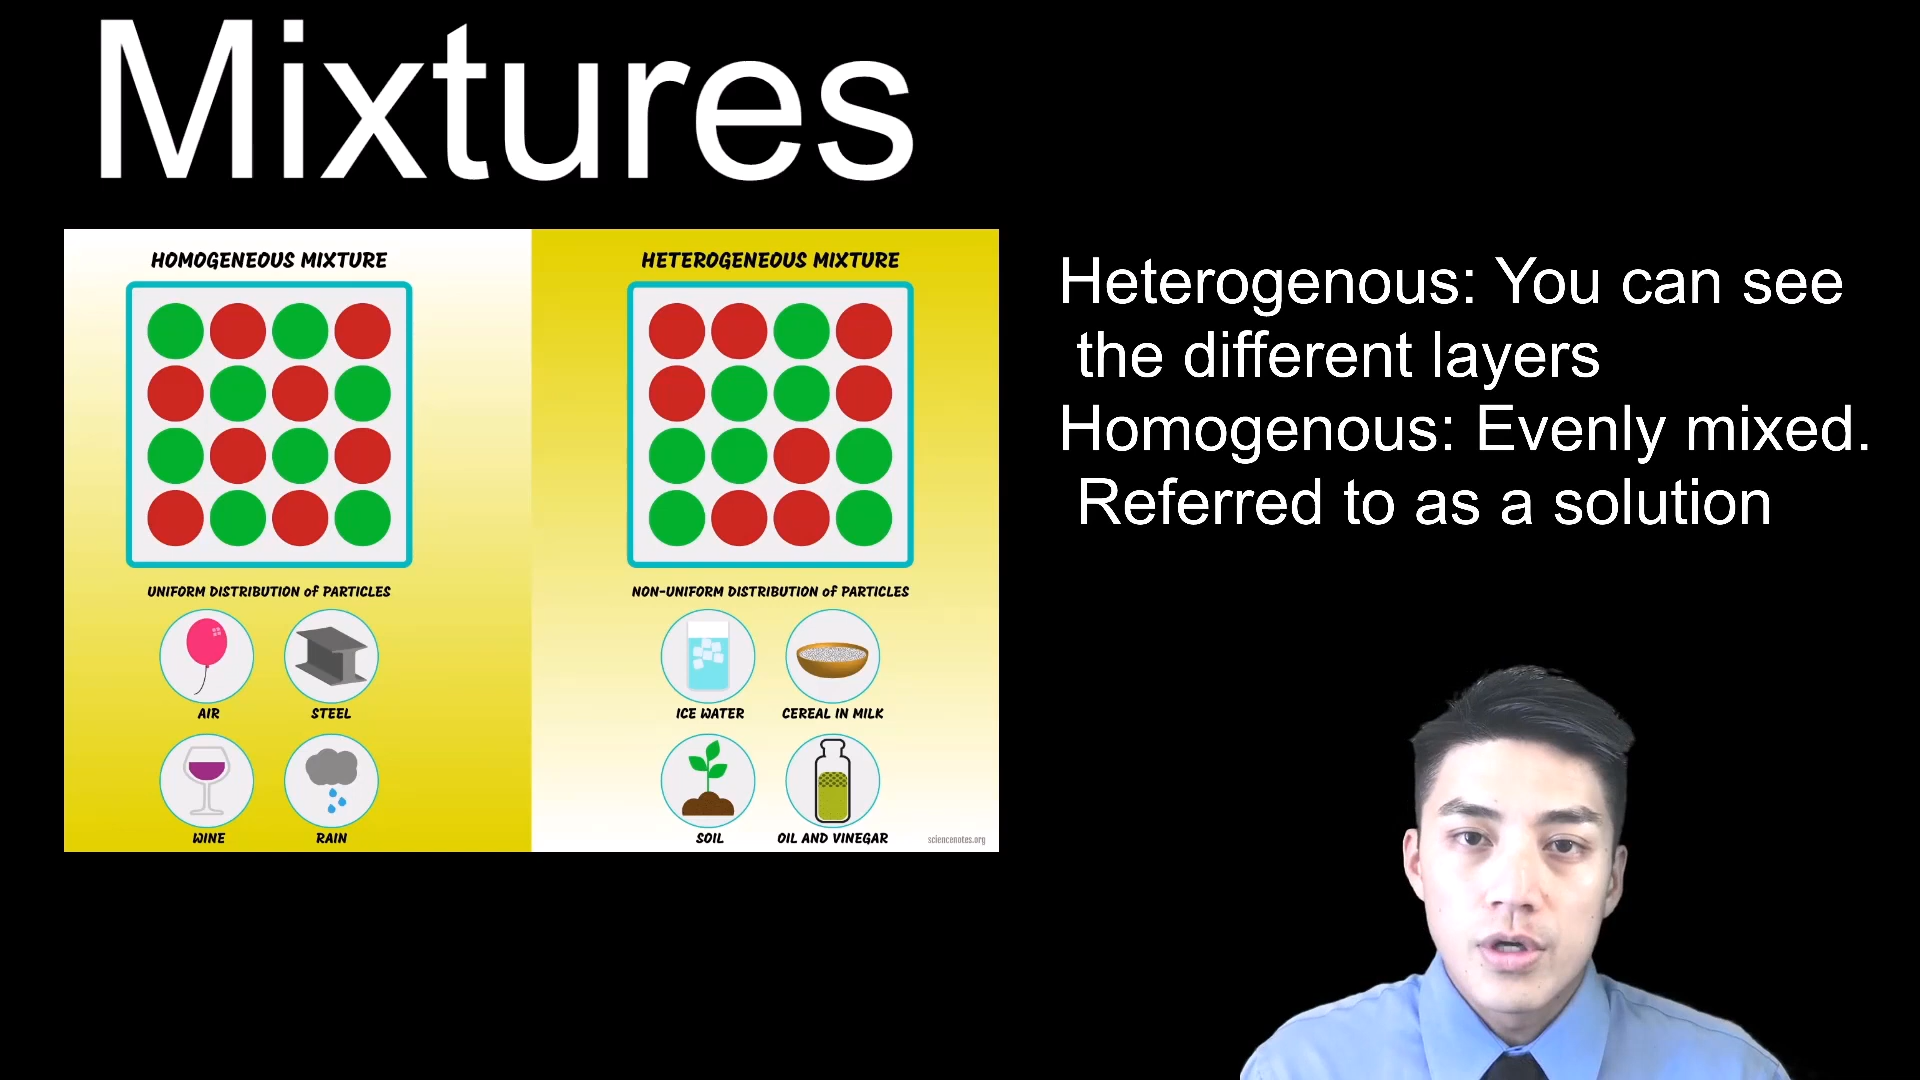 Mixtures
HOMOGENEOUS MIXTURE
UNIFORM DISTRIBUTION of PARTICLES
AIR
STEEL
WINE
RAIN
HETEROGENEOUS MIXTURE
NON-UNIFORM DISTRIBUTION of PARTICLES
ICE WATER
CEREAL IN MILK
SOIL
OIL AND VINEGAR
sciencenotes.org
Heterogenous: You can see
the different layers
Homogenous: Evenly mixed.
Referred to as a solution